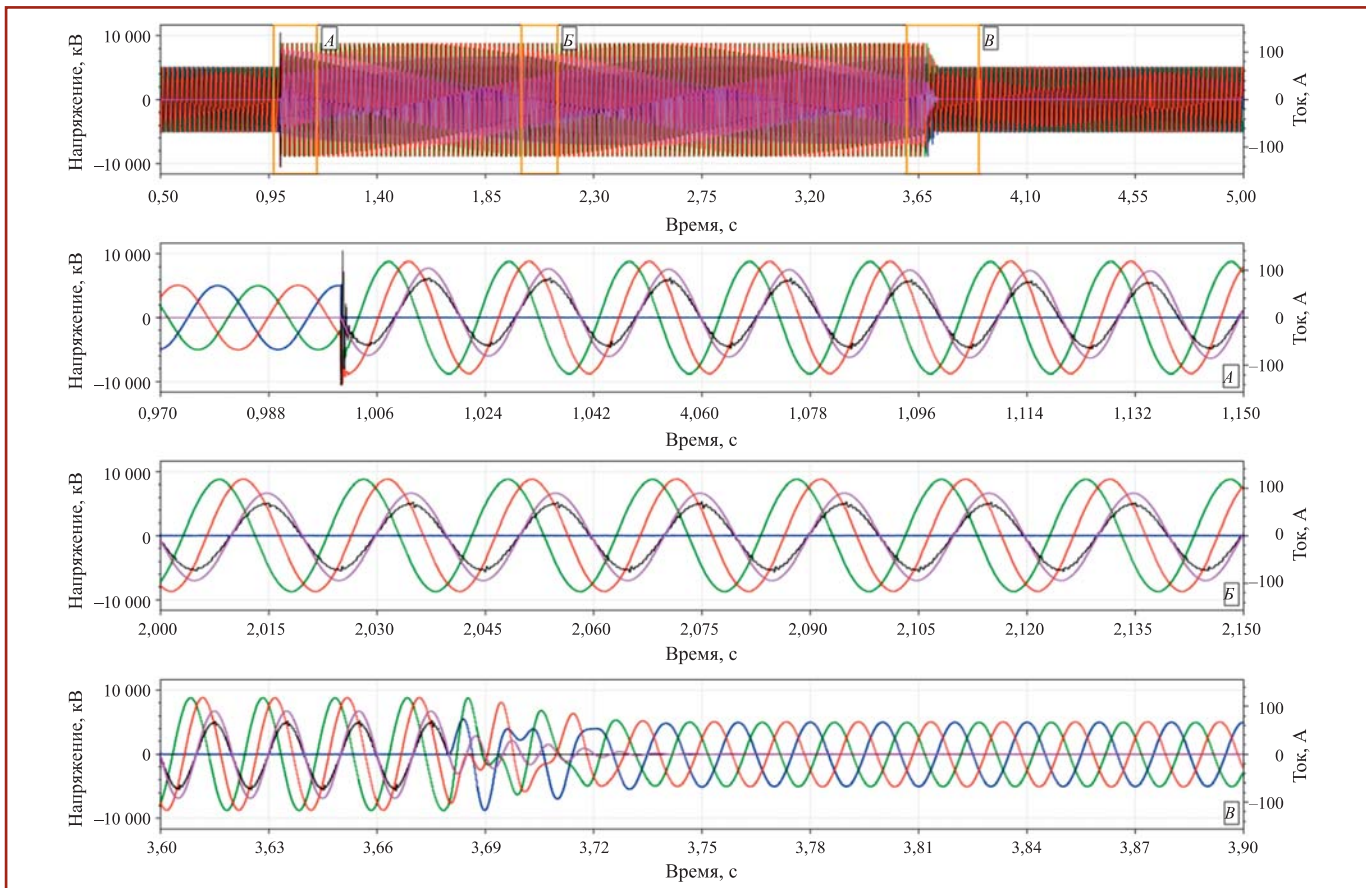 Напряжение, кВ
10 000
0
–10 000
А
Б
В
100
0
–100
Ток, А
0,50 0,95 1,40 1,85 2,30 2,75 3,20 3,65 4,10 4,55 5,00
Время, с
Напряжение, кВ
10 000
0
–10 000
100
0
–100
Ток, А
А
0,970 0,988 1,006 1,024 1,042 4,060 1,078 1,096 1,114 1,132 1,150
Время, с
Напряжение, кВ
10 000
0
–10 000
100
0
–100
Ток, А
Б
2,000 2,015 2,030 2,045 2,060 2,075 2,090 2,105 2,120 2,135 2,150
Время, с
Напряжение, кВ
10 000
0
–10 000
100
0
–100
Ток, А
В
3,60 3,63 3,66 3,69 3,72 3,75 3,78 3,81 3,84 3,87 3,90
Время, с